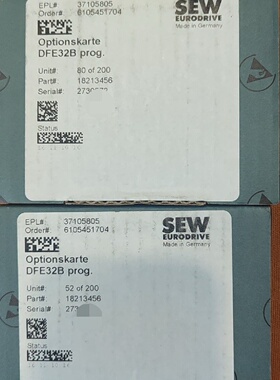 EPL# 37105805
Order# 6105451704
SEW
EURODRIVE
Made in Germany
Optionskarte
DFE32B prog.
Unit# 80 of 200
Part# 18213456
Serial#
Status
EPL# 37105805
Order# 6105451704
SEW
EURODRIVE
Made in Germany
Optionskarte
DFE32B prog.
Unit# 52 of 200
Part# 18213456
Serial# 27
Status